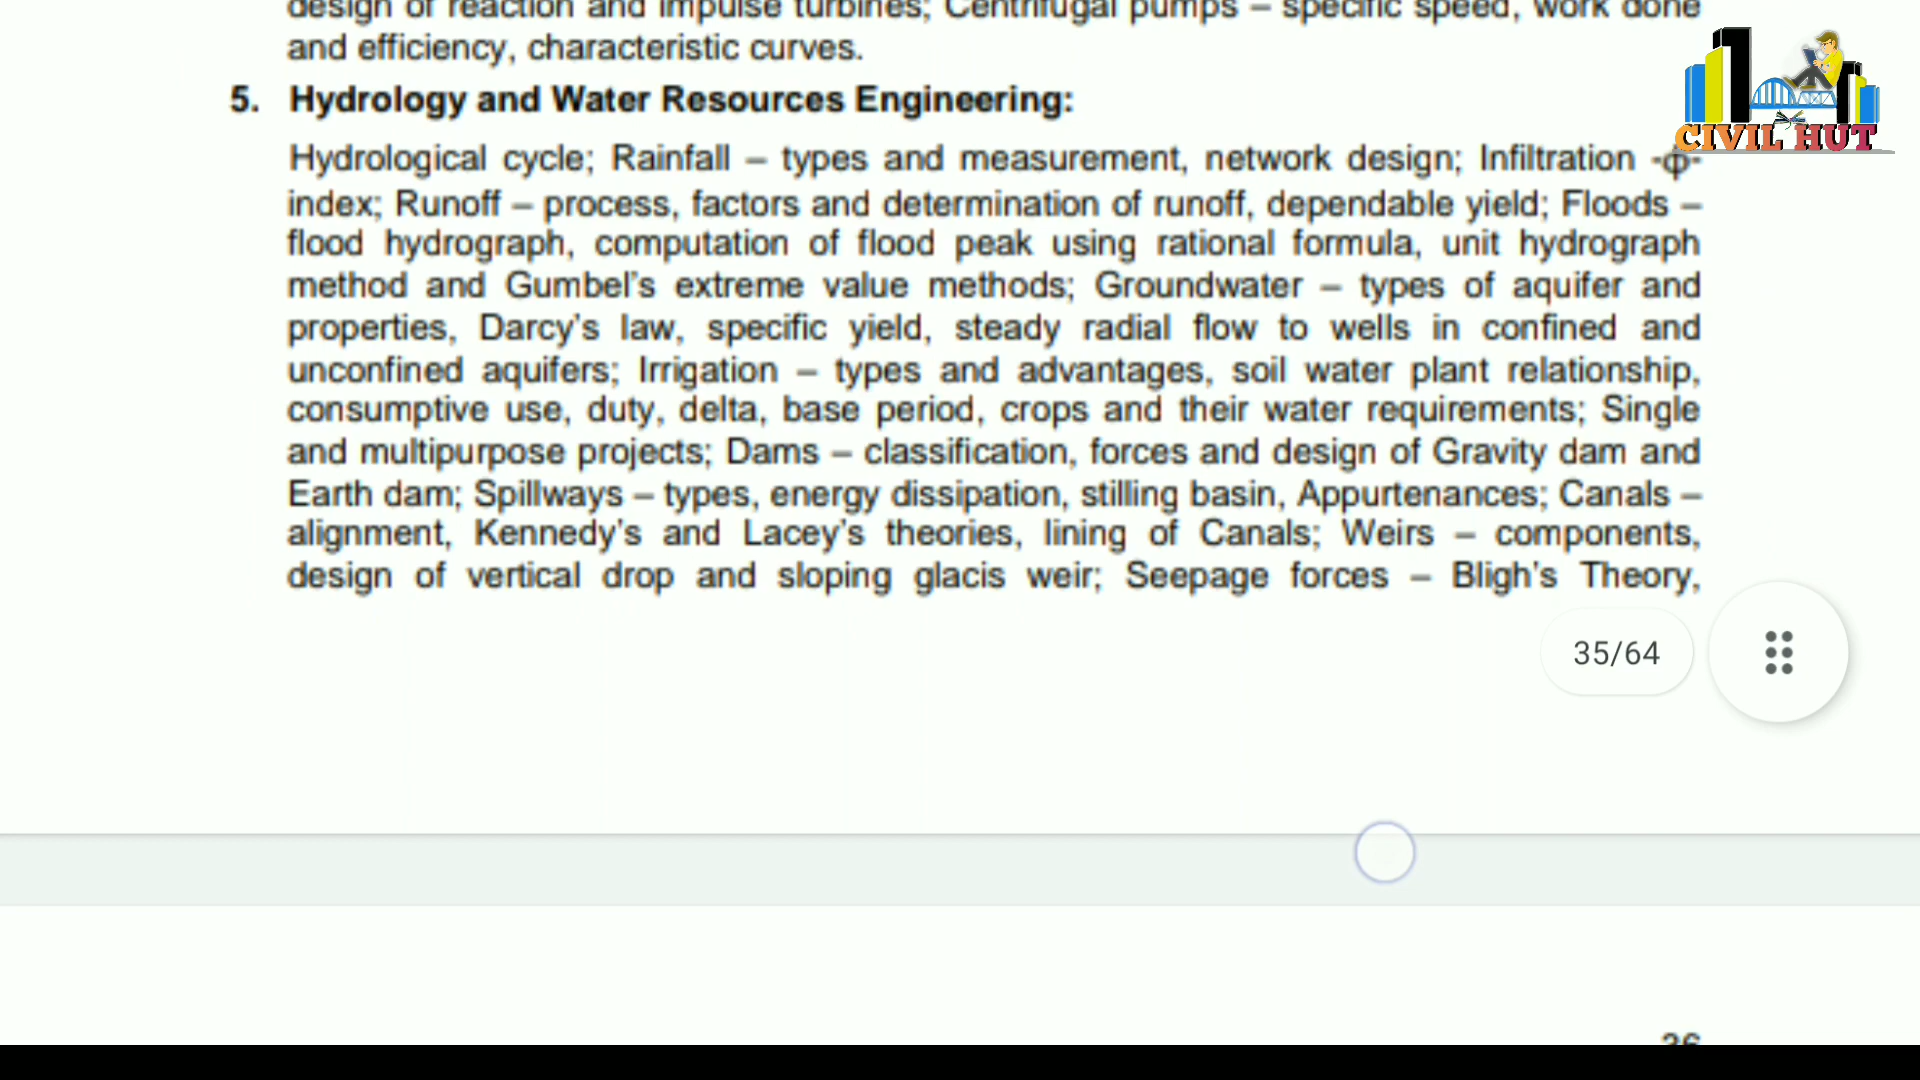 design of reaction and impulse turbines; Centrifugal pumps – specific speed, work done
and efficiency, characteristic curves.
5. Hydrology and Water Resources Engineering:
Hydrological cycle; Rainfall – types and measurement, network design; Infiltration -φ-
index; Runoff – process, factors and determination of runoff, dependable yield; Floods –
flood hydrograph, computation of flood peak using rational formula, unit hydrograph
method and Gumbel's extreme value methods; Groundwater – types of aquifer and
properties, Darcy's law, specific yield, steady radial flow to wells in confined and
unconfined aquifers; Irrigation – types and advantages, soil water plant relationship,
consumptive use, duty, delta, base period, crops and their water requirements; Single
and multipurpose projects; Dams – classification, forces and design of Gravity dam and
Earth dam; Spillways – types, energy dissipation, stilling basin, Appurtenances; Canals –
alignment, Kennedy's and Lacey's theories, lining of Canals; Weirs – components,
design of vertical drop and sloping glacis weir; Seepage forces – Bligh's Theory,
35/64
36
CIVIL HUT